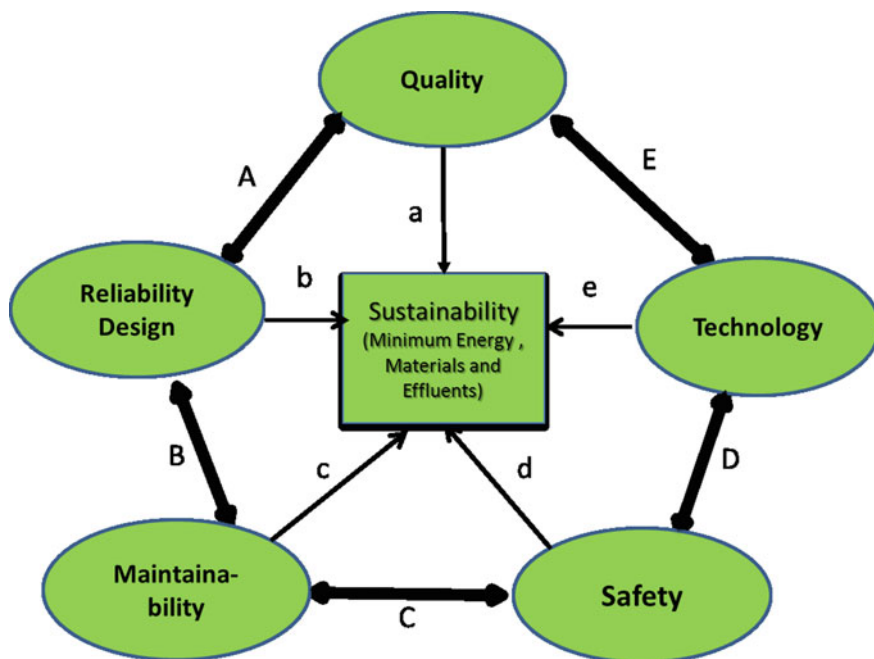 Quality
A
E
a
Reliability
Design
b
Sustainability
(Minimum Energy ,
Materials and
Effluents)
e
Technology
B
c
d
D
Maintaina-
bility
C
Safety